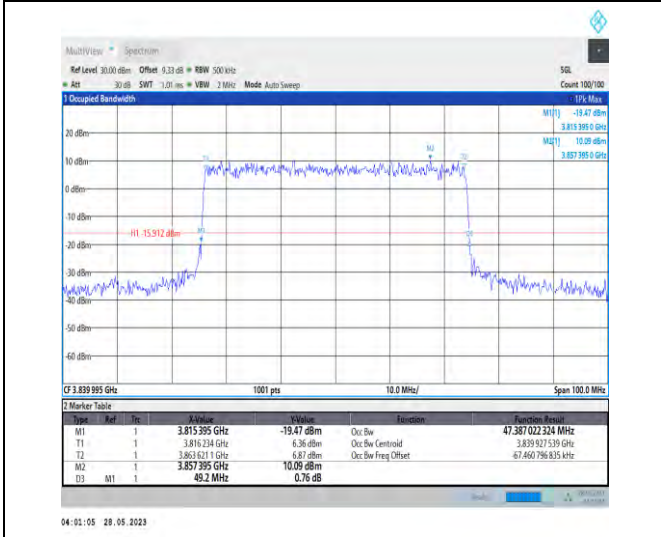 MultiView Spectrum
Ref Level 30.00 dBm Offset 9.33 dB RBW 500 kHz SGL
Att 30 dB SWT 1.01 ms VBW 2 MHz Mode Auto Sweep Count 100/100
1 Occupied Bandwidth 1Pk Max
M1[1] -19.47 dBm
3.815 395 0 GHz
M2[1] 10.09 dBm
3.857 395 0 GHz
20 dBm
10 dBm
0 dBm
-10 dBm
H1 -15.912 dBm
-20 dBm
-30 dBm
-40 dBm
-50 dBm
-60 dBm
M1
M2
T1
T2
D3
CF 3.839 995 GHz 1001 pts 10.0 MHz/ Span 100.0 MHz
2 Marker Table
Type Ref Trc X-Value Y-Value Function Function Result
M1 1 3.815 395 GHz -19.47 dBm Occ Bw 47.387 022 324 MHz
T1 1 3.816 234 GHz 6.36 dBm Occ Bw Centroid 3.839 927 539 GHz
T2 1 3.863 621 1 GHz 6.87 dBm Occ Bw Freq Offset -67.460 796 835 kHz
M2 1 3.857 395 GHz 10.09 dBm
D3 M1 1 49.2 MHz 0.76 dB
04:01:05 28.05.2023